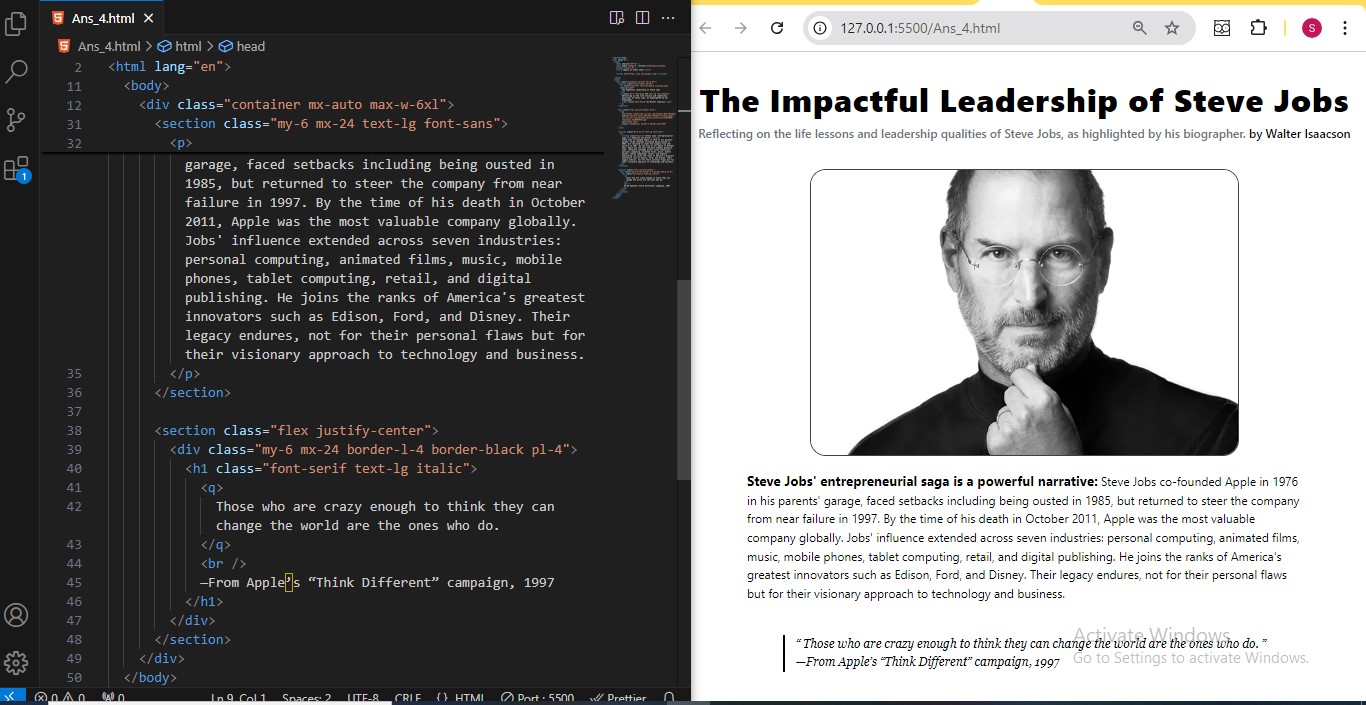 Ans_4.html
Ans_4.html > html > head
2 <html lang="en">
11 <body>
12 <div class="container mx-auto max-w-6xl">
31 <section class="my-6 mx-24 text-lg font-sans">
32 <p>
garage, faced setbacks including being ousted in
1985, but returned to steer the company from near
failure in 1997. By the time of his death in October
2011, Apple was the most valuable company globally.
Jobs' influence extended across seven industries:
personal computing, animated films, music, mobile
phones, tablet computing, retail, and digital
publishing. He joins the ranks of America's greatest
innovators such as Edison, Ford, and Disney. Their
legacy endures, not for their personal flaws but for
their visionary approach to technology and business.
35 </p>
36 </section>
37
38 <section class="flex justify-center">
39 <div class="my-6 mx-24 border-l-4 border-black pl-4">
40 <h1 class="font-serif text-lg italic">
41 <q>
42 Those who are crazy enough to think they can
change the world are the ones who do.
43 </q>
44 <br />
45 —From Apple’s “Think Different” campaign, 1997
46 </h1>
47 </div>
48 </section>
49 </div>
50 </body>
1
0 0 0 Ln 9, Col 1 Spaces: 2 UTF-8 CRLF {} HTML Port : 5500 Prettier
127.0.0.1:5500/Ans_4.html
S
The Impactful Leadership of Steve Jobs
Reflecting on the life lessons and leadership qualities of Steve Jobs, as highlighted by his biographer. by Walter Isaacson
Steve Jobs' entrepreneurial saga is a powerful narrative: Steve Jobs co-founded Apple in 1976
in his parents' garage, faced setbacks including being ousted in 1985, but returned to steer the company
from near failure in 1997. By the time of his death in October 2011, Apple was the most valuable
company globally. Jobs' influence extended across seven industries: personal computing, animated films,
music, mobile phones, tablet computing, retail, and digital publishing. He joins the ranks of America's
greatest innovators such as Edison, Ford, and Disney. Their legacy endures, not for their personal flaws
but for their visionary approach to technology and business.
“ Those who are crazy enough to think they can change the world are the ones who do. ”
—From Apple’s “Think Different” campaign, 1997
Activate Windows
Go to Settings to activate Windows.